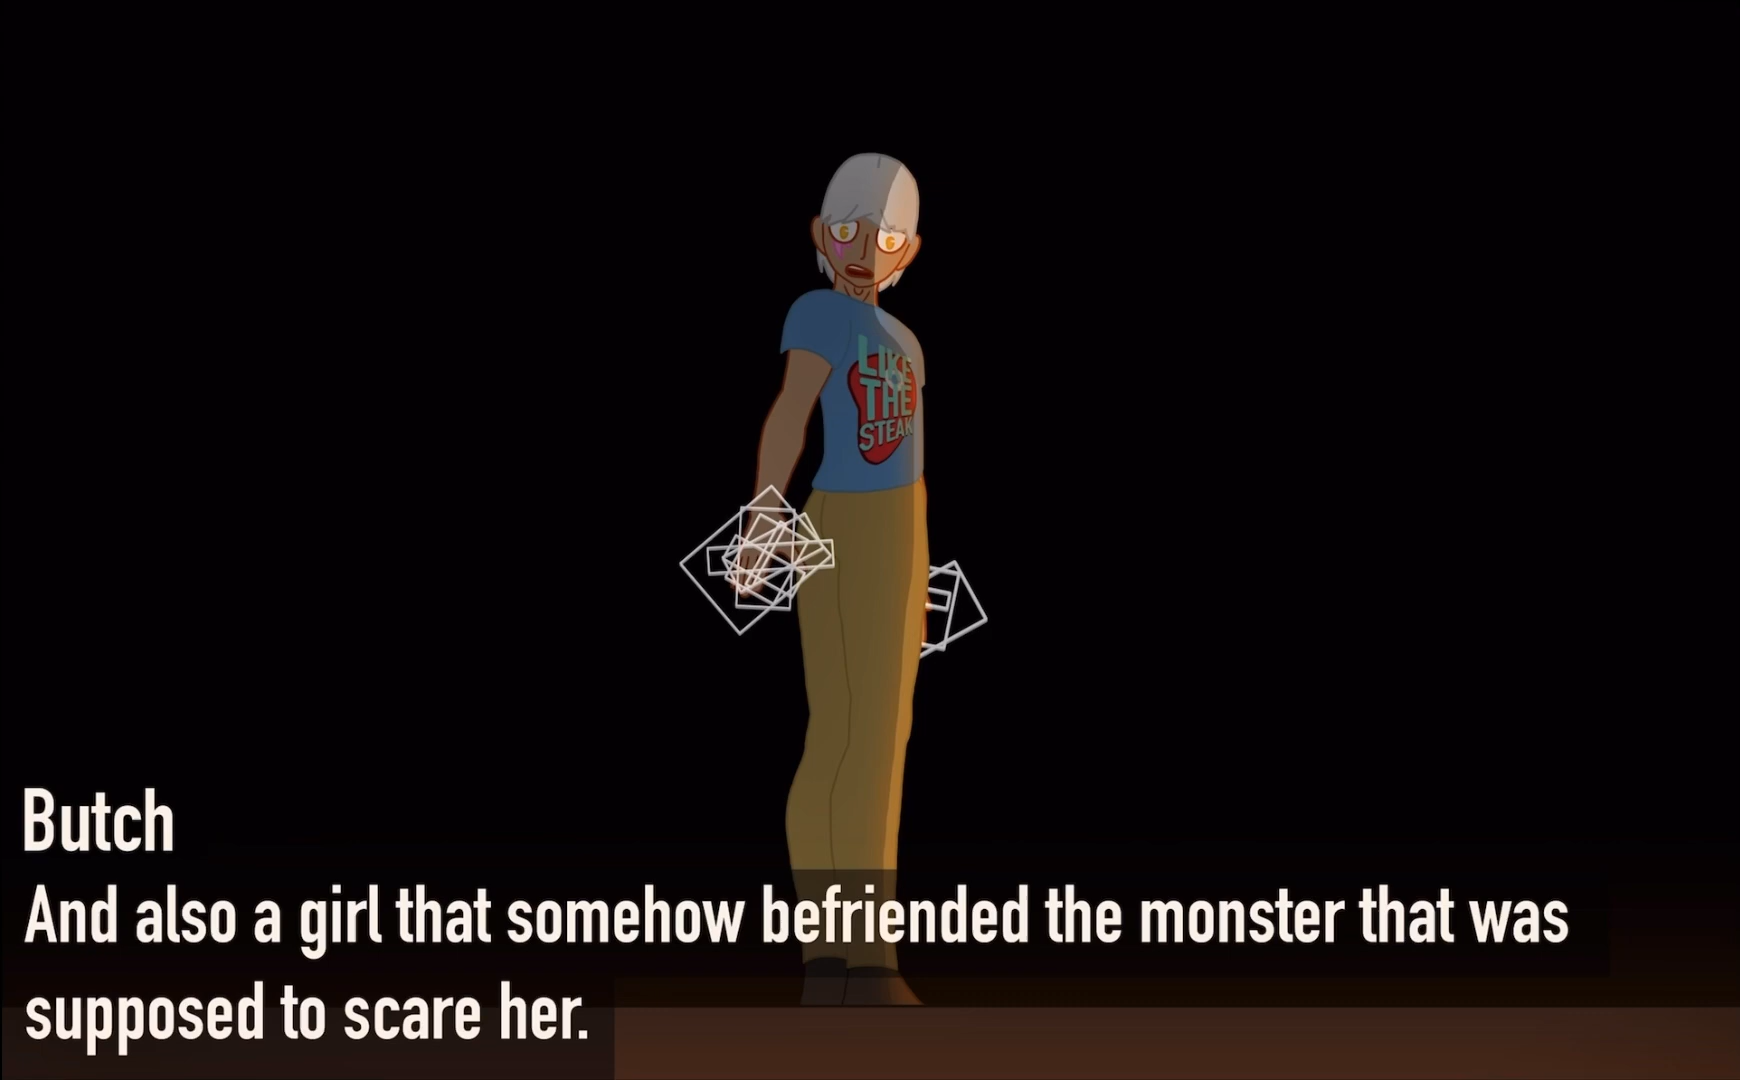 LIKE
THE
STEAK
Butch
And also a girl that somehow befriended the monster that was
supposed to scare her.